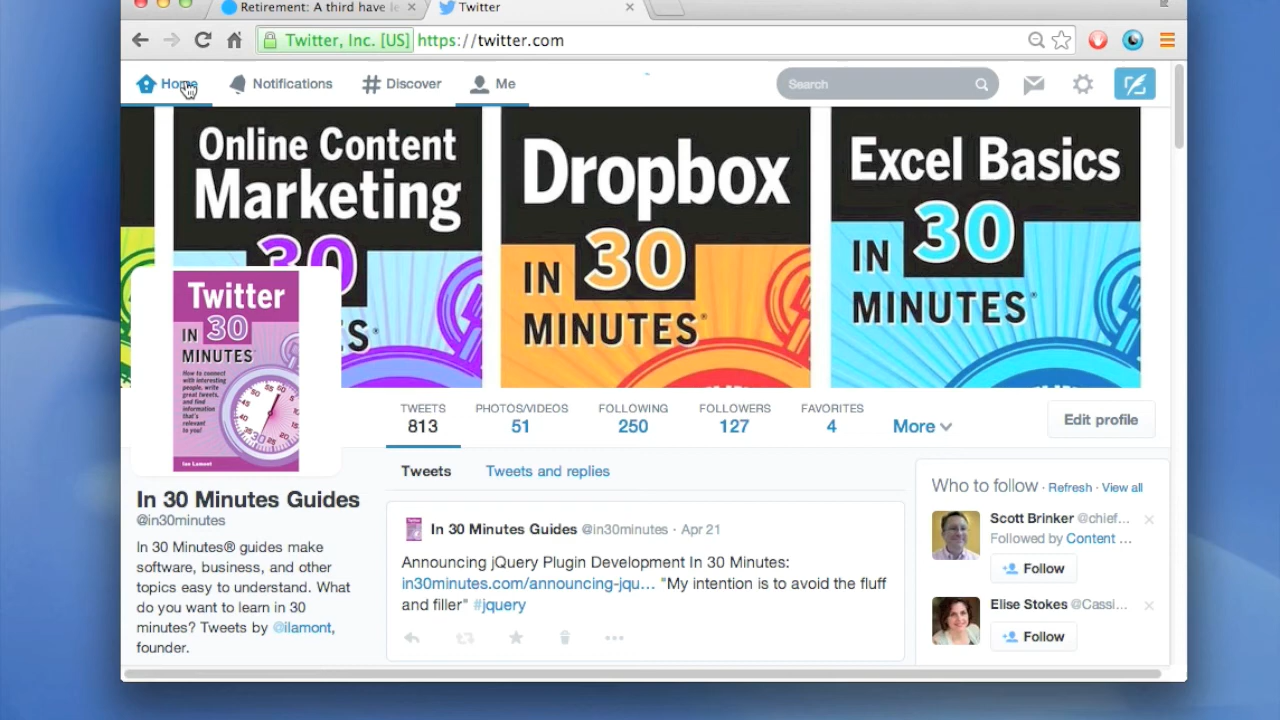 Retirement: A third have le
Twitter
Twitter, Inc. [US] https://twitter.com
Home
Notifications
Discover
Me
Search
Online Content
Marketing
30
S®
Dropbox
IN 30
MINUTES®
Excel Basics
IN 30
MINUTES®
Twitter
IN 30
MINUTES
How to connect
with interesting
people, write
great tweets,
and find
information
that's
relevant
to you!
Ian Lamont
TWEETS
813
PHOTOS/VIDEOS
51
FOLLOWING
250
FOLLOWERS
127
FAVORITES
4
More
Edit profile
In 30 Minutes Guides
@in30minutes
In 30 Minutes® guides make
software, business, and other
topics easy to understand. What
do you want to learn in 30
minutes? Tweets by @ilamont,
founder.
Tweets
Tweets and replies
In 30 Minutes Guides @in30minutes · Apr 21
Announcing jQuery Plugin Development In 30 Minutes:
in30minutes.com/announcing-jqu... "My intention is to avoid the fluff
and filler" #jquery
Who to follow · Refresh · View all
Scott Brinker @chief...
Followed by Content ...
Follow
Elise Stokes @Cassi...
Follow